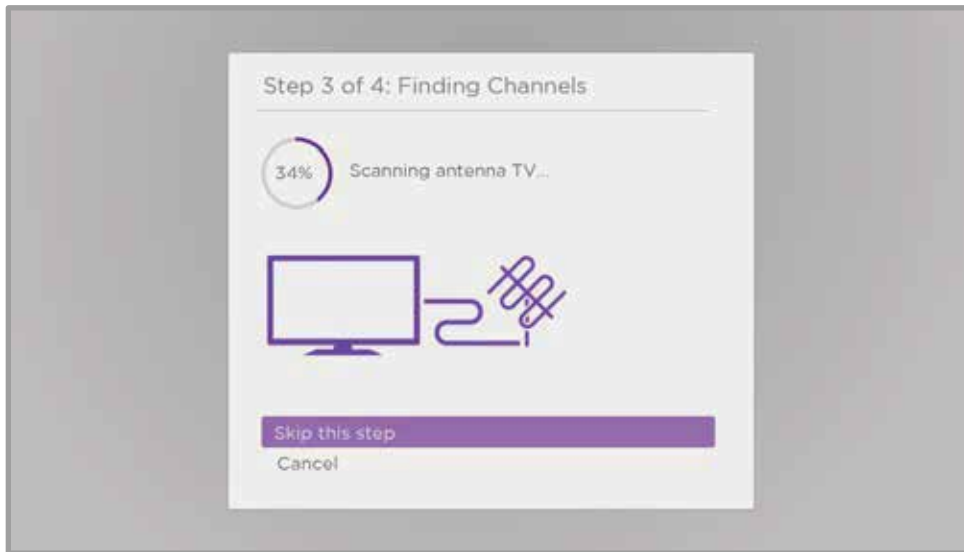 Step 3 of 4: Finding Channels
34%
Scanning antenna TV...
Skip this step
Cancel